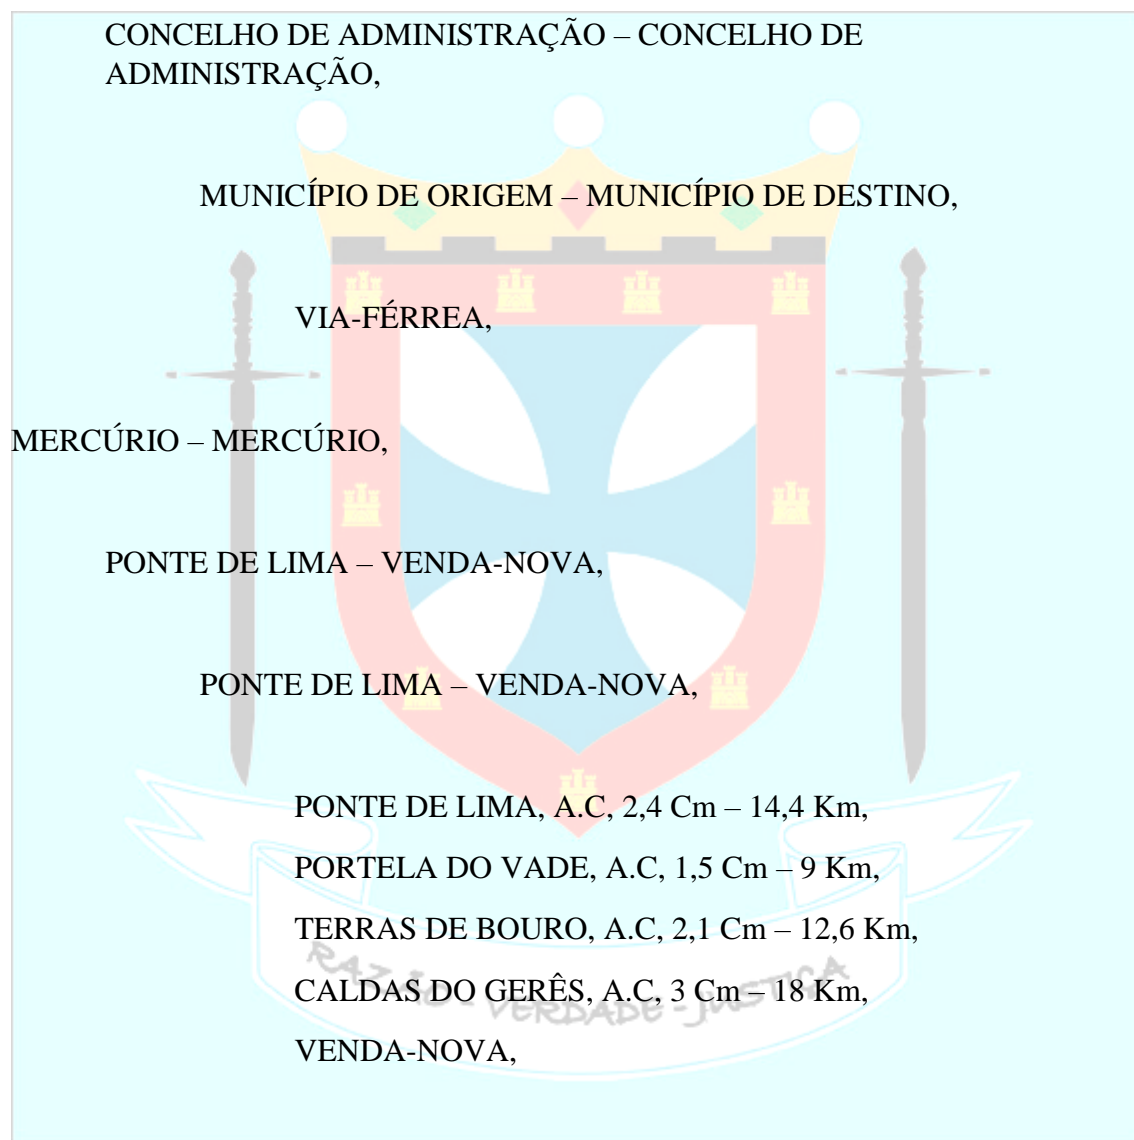 CONCELHO DE ADMINISTRAÇÃO – CONCELHO DE
ADMINISTRAÇÃO,
MUNICÍPIO DE ORIGEM – MUNICÍPIO DE DESTINO,
VIA-FÉRREA,
MERCÚRIO – MERCÚRIO,
PONTE DE LIMA – VENDA-NOVA,
PONTE DE LIMA – VENDA-NOVA,
PONTE DE LIMA, A.C, 2,4 Cm – 14,4 Km,
PORTELA DO VADE, A.C, 1,5 Cm – 9 Km,
TERRAS DE BOURO, A.C, 2,1 Cm – 12,6 Km,
CALDAS DO GERÊS, A.C, 3 Cm – 18 Km,
RAZÃO - VERDADE - JUSTIÇA
VENDA-NOVA,